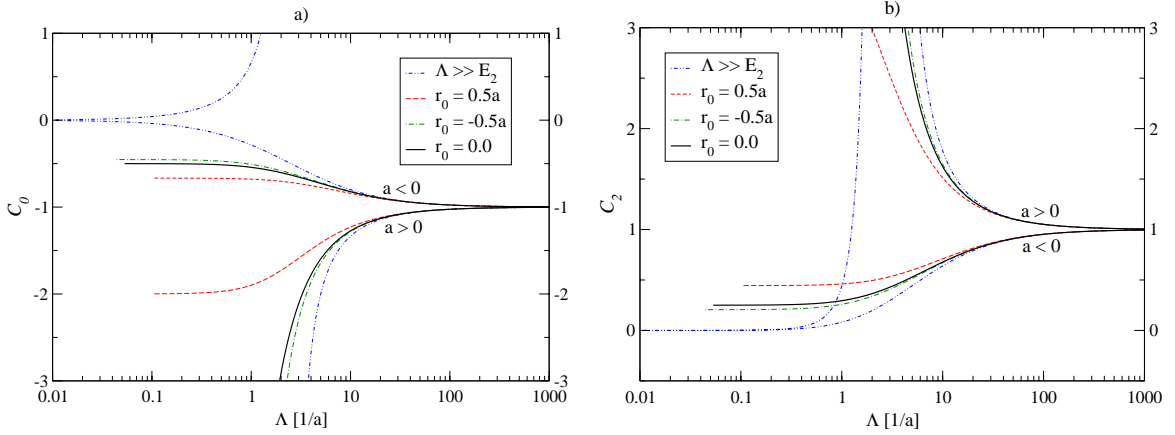 a)
1
0
-1
-2
-3
C₀
0.01 0.1 1 10 100 1000
Λ [1/a]
1
0
-1
-2
-3
Λ >> E₂
r₀ = 0.5a
r₀ = -0.5a
r₀ = 0.0
a < 0
a > 0
b)
3
2
1
0
C₂
0.01 0.1 1 10 100 1000
Λ [1/a]
3
2
1
0
Λ >> E₂
r₀ = 0.5a
r₀ = -0.5a
r₀ = 0.0
a > 0
a < 0